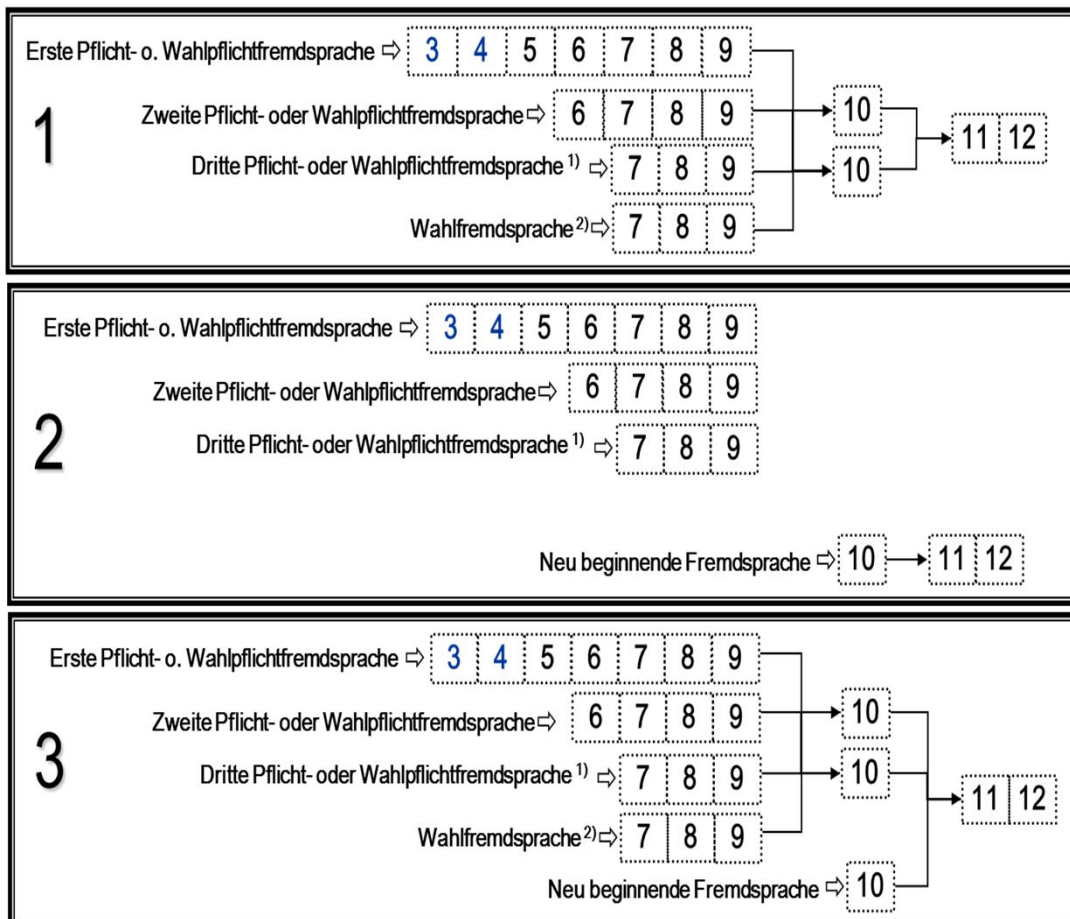 1
Erste Pflicht- o. Wahlpflichtfremdsprache ⇨ 3 4 5 6 7 8 9
Zweite Pflicht- oder Wahlpflichtfremdsprache ⇨ 6 7 8 9 10
Dritte Pflicht- oder Wahlpflichtfremdsprache 1) ⇨ 7 8 9 10
11 12
Wahlfremdsprache 2) ⇨ 7 8 9
2
Erste Pflicht- o. Wahlpflichtfremdsprache ⇨ 3 4 5 6 7 8 9
Zweite Pflicht- oder Wahlpflichtfremdsprache ⇨ 6 7 8 9
Dritte Pflicht- oder Wahlpflichtfremdsprache 1) ⇨ 7 8 9
Neu beginnende Fremdsprache ⇨ 10 11 12
3
Erste Pflicht- o. Wahlpflichtfremdsprache ⇨ 3 4 5 6 7 8 9
Zweite Pflicht- oder Wahlpflichtfremdsprache ⇨ 6 7 8 9 10
Dritte Pflicht- oder Wahlpflichtfremdsprache 1) ⇨ 7 8 9 10
11 12
Wahlfremdsprache 2) ⇨ 7 8 9
Neu beginnende Fremdsprache ⇨ 10